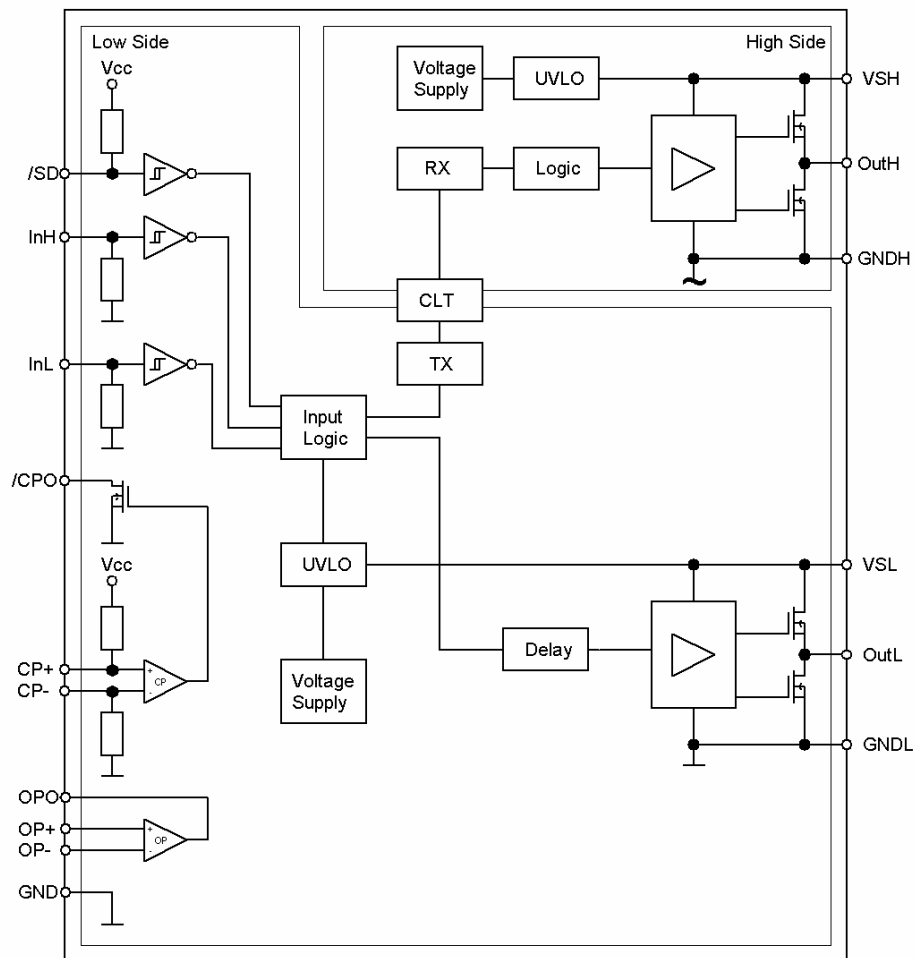 Low Side
High Side
Vcc
Voltage
Supply
UVLO
VSH
/SD
RX
Logic
OutH
InH
GNDH
CLT
InL
TX
Input
Logic
/CPO
Vcc
UVLO
VSL
Delay
OutL
CP+
CP-
+
-
CP
Voltage
Supply
GNDL
OPO
OP+
OP-
+
-
OP
GND